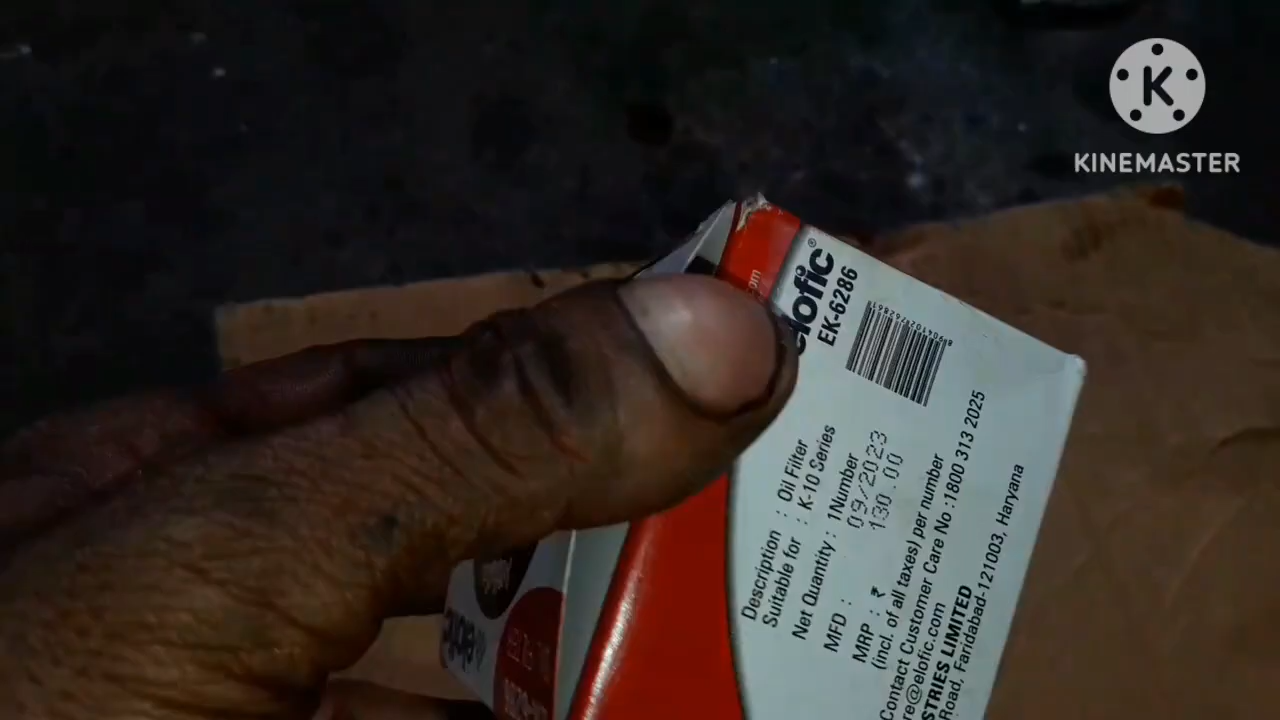 K
KINEMASTER
elofic®
EK-6286
Description : Oil Filter
Suitable for : K-10 Series
Net Quantity : 1Number
MFD : 09/2023
MRP : ₹ 130.00
(incl. of all taxes) per number
Contact Customer Care No :1800 313 2025
re@elofic.com
STRIES LIMITED
Road, Faridabad-121003, Haryana
.com